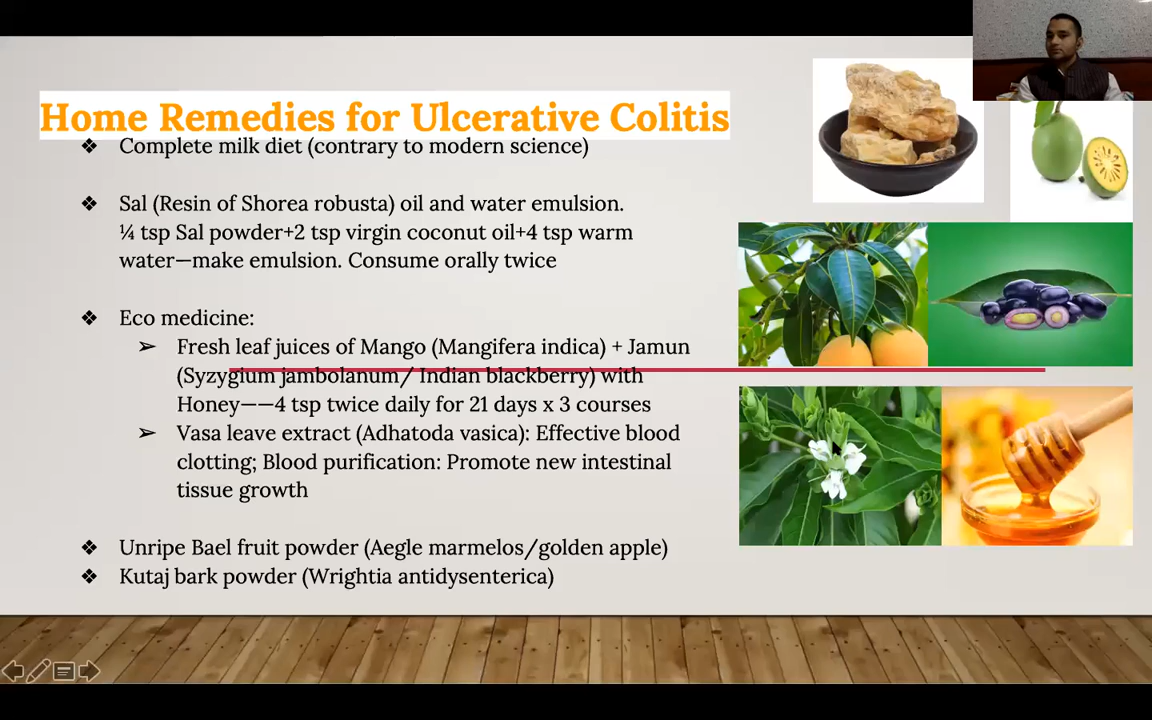 Home Remedies for Ulcerative Colitis
❖ Complete milk diet (contrary to modern science)
❖ Sal (Resin of Shorea robusta) oil and water emulsion.
¼ tsp Sal powder+2 tsp virgin coconut oil+4 tsp warm
water—make emulsion. Consume orally twice
❖ Eco medicine:
➢ Fresh leaf juices of Mango (Mangifera indica) + Jamun
(Syzygium jambolanum/ Indian blackberry) with
Honey——4 tsp twice daily for 21 days x 3 courses
➢ Vasa leave extract (Adhatoda vasica): Effective blood
clotting; Blood purification: Promote new intestinal
tissue growth
❖ Unripe Bael fruit powder (Aegle marmelos/golden apple)
❖ Kutaj bark powder (Wrightia antidysenterica)